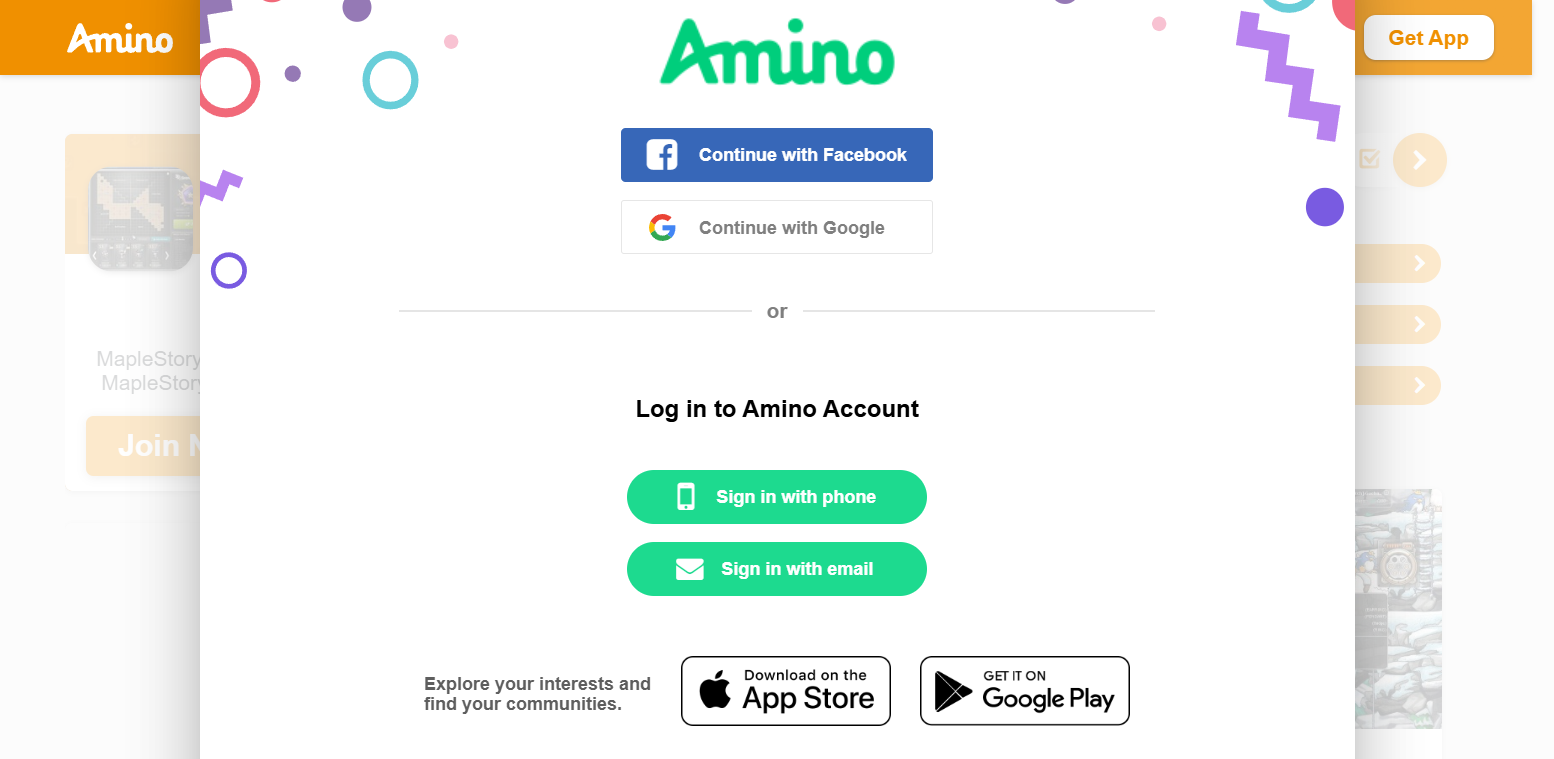 Amino
Get App
Amino
Continue with Facebook
Continue with Google
or
MapleStory
MapleStory
Join N
Log in to Amino Account
Sign in with phone
Sign in with email
Explore your interests and
find your communities.
Download on the
App Store
GET IT ON
Google Play